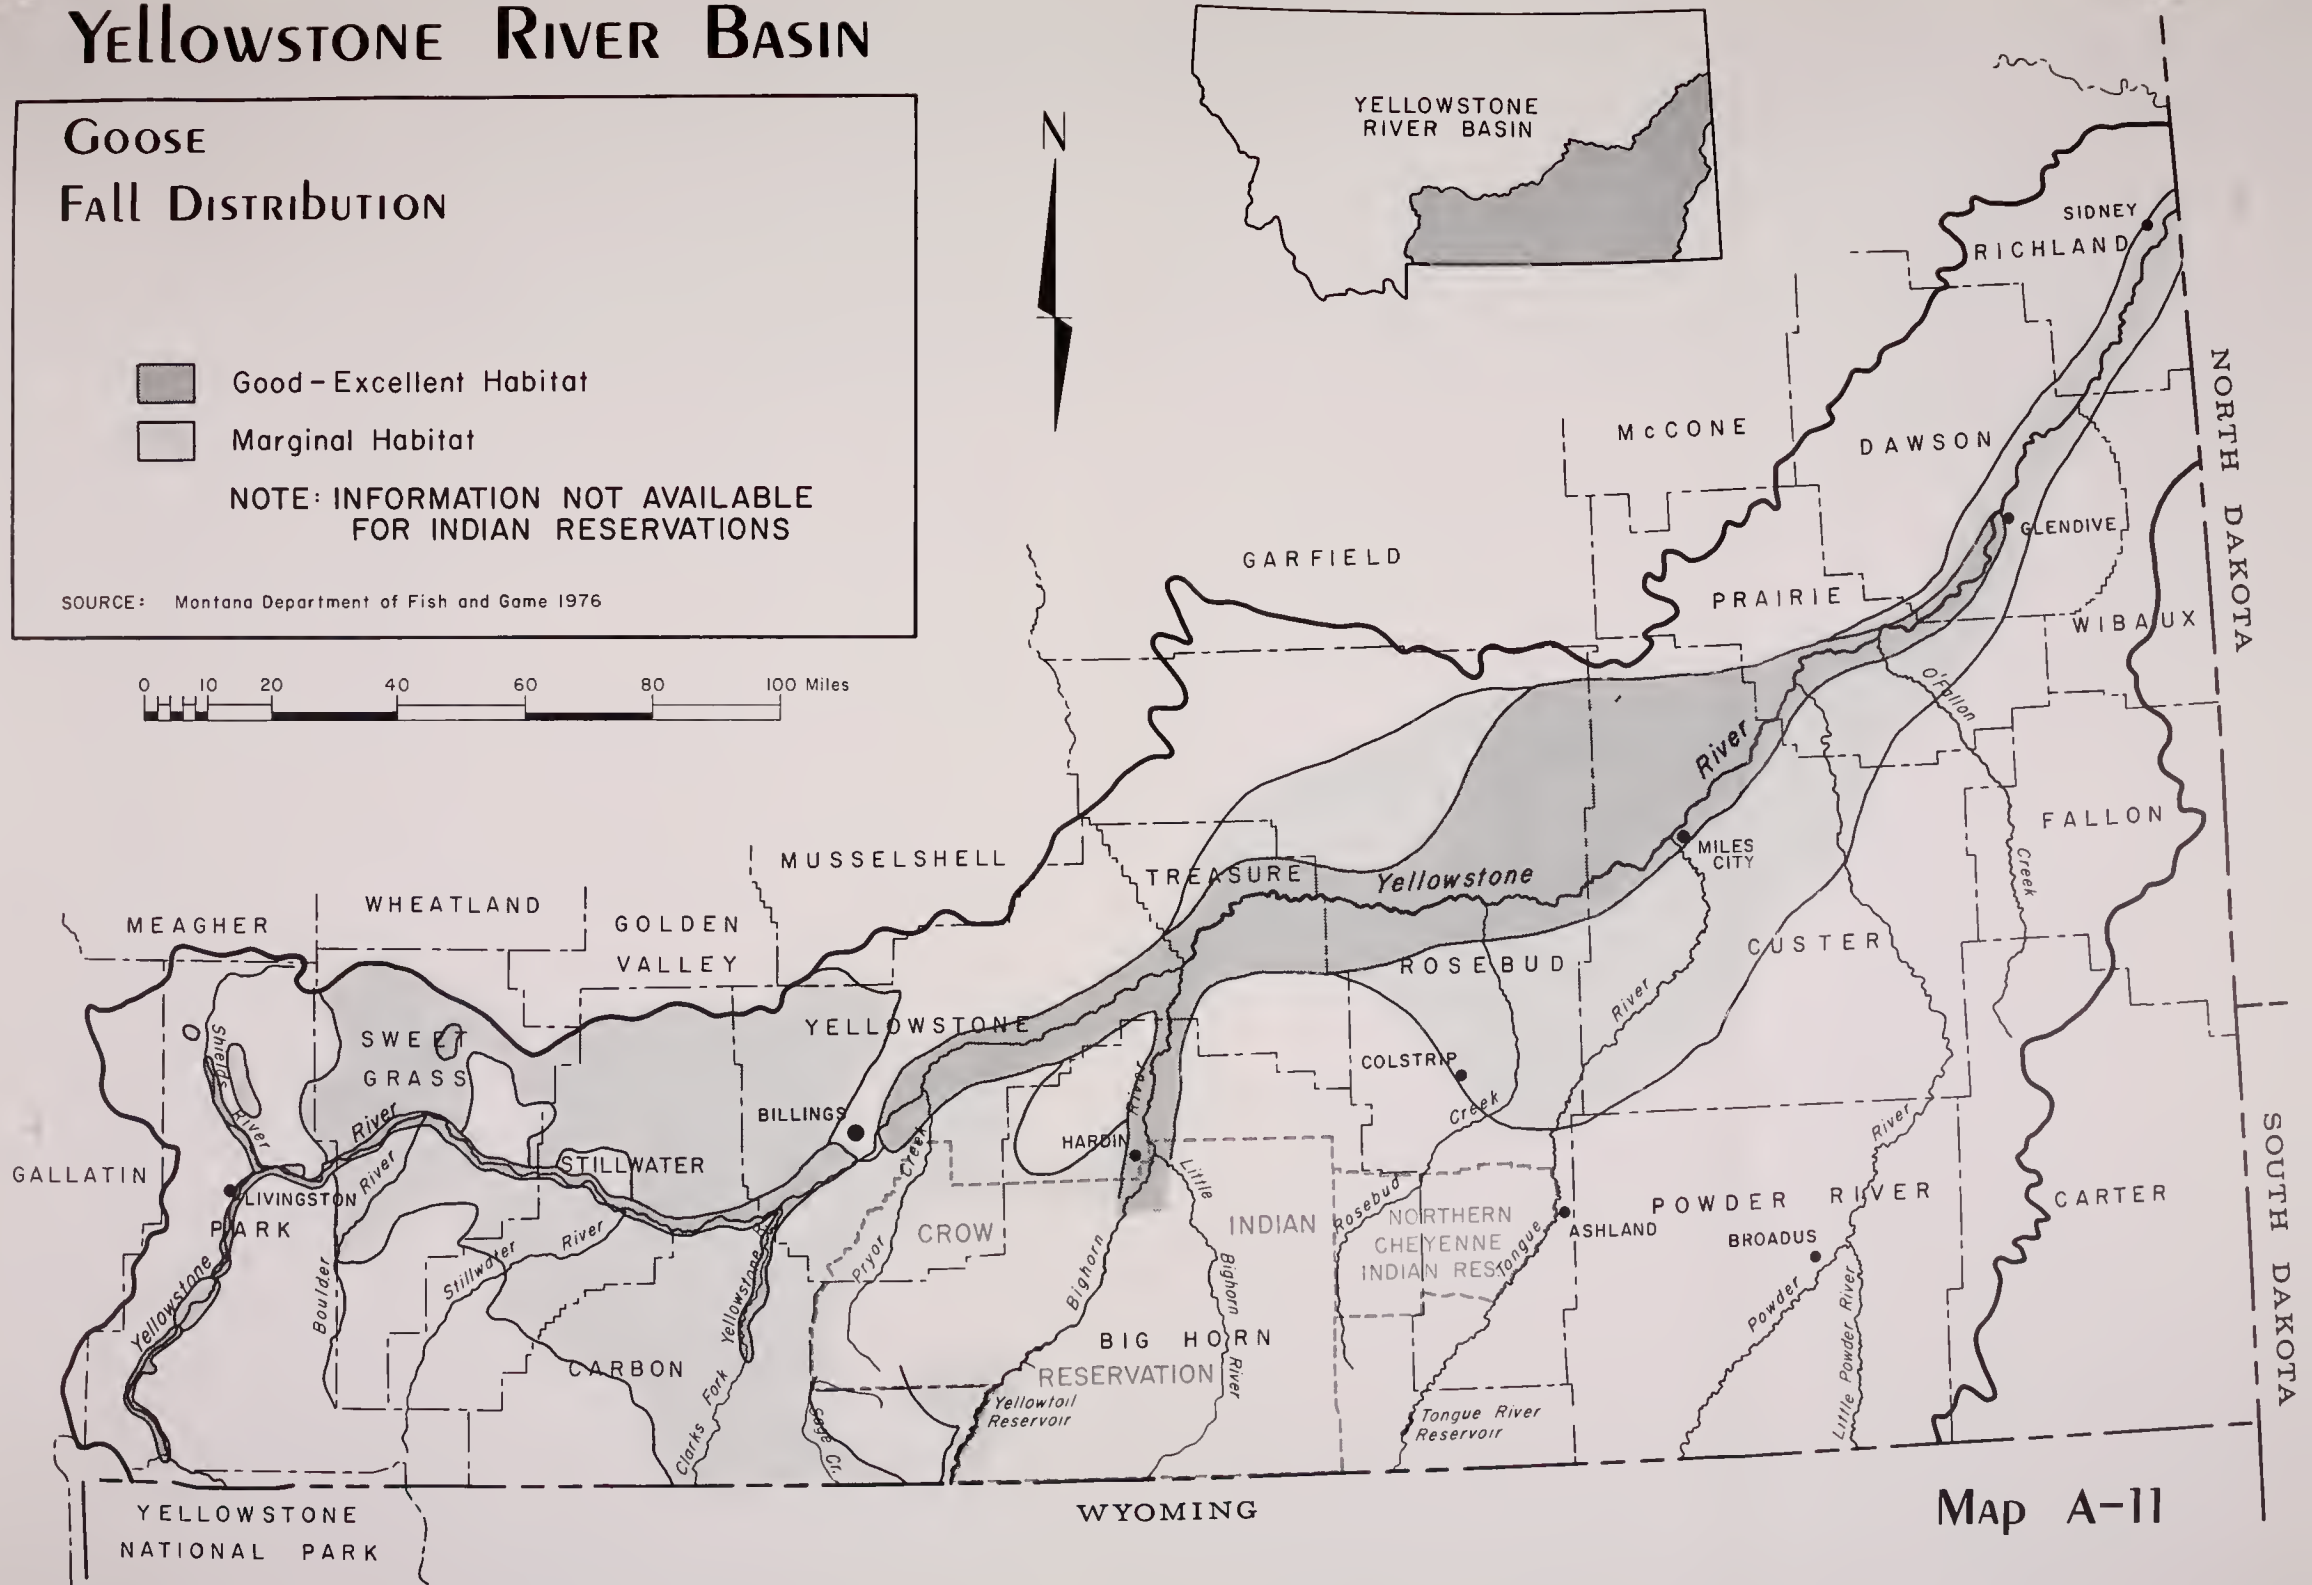 Yellowstone River Basin
Goose
Fall Distribution
Good-Excellent Habitat
Marginal Habitat
NOTE: INFORMATION NOT AVAILABLE
FOR INDIAN RESERVATIONS
SOURCE: Montana Department of Fish and Game 1976
0 10 20 40 60 80 100 Miles
N
YELLOWSTONE
RIVER BASIN
SIDNEY
RICHLAND
NORTH DAKOTA
McCONE
DAWSON
GLENDIVE
GARFIELD
PRAIRIE
WIBAUX
O'Fallon
Creek
River
FALLON
MILES
CITY
MUSSELSHELL
TREASURE
Yellowstone
WHEATLAND
MEAGHER
GOLDEN
VALLEY
CUSTER
ROSEBUD
River
SWEET
GRASS
Shields
River
YELLOWSTONE
COLSTRIP
Creek
BILLINGS
River
HARDIN
River
River
STILLWATER
GALLATIN
LIVINGSTON
PARK
River
Creek
Little
Rosebud
POWDER RIVER
River
CARTER
SOUTH DAKOTA
CROW
INDIAN
NORTHERN
CHEYENNE
INDIAN RES.
Tongue
ASHLAND
BROADUS
Yellowstone
Boulder
Stillwater
River
Yellowstone
Pryor
Bighorn
Bighorn
Powder
Little Powder River
BIG HORN
RESERVATION
River
CARBON
Fork
Clarks
Sage Cr.
Yellowtail
Reservoir
Tongue River
Reservoir
YELLOWSTONE
NATIONAL PARK
WYOMING
Map A-11